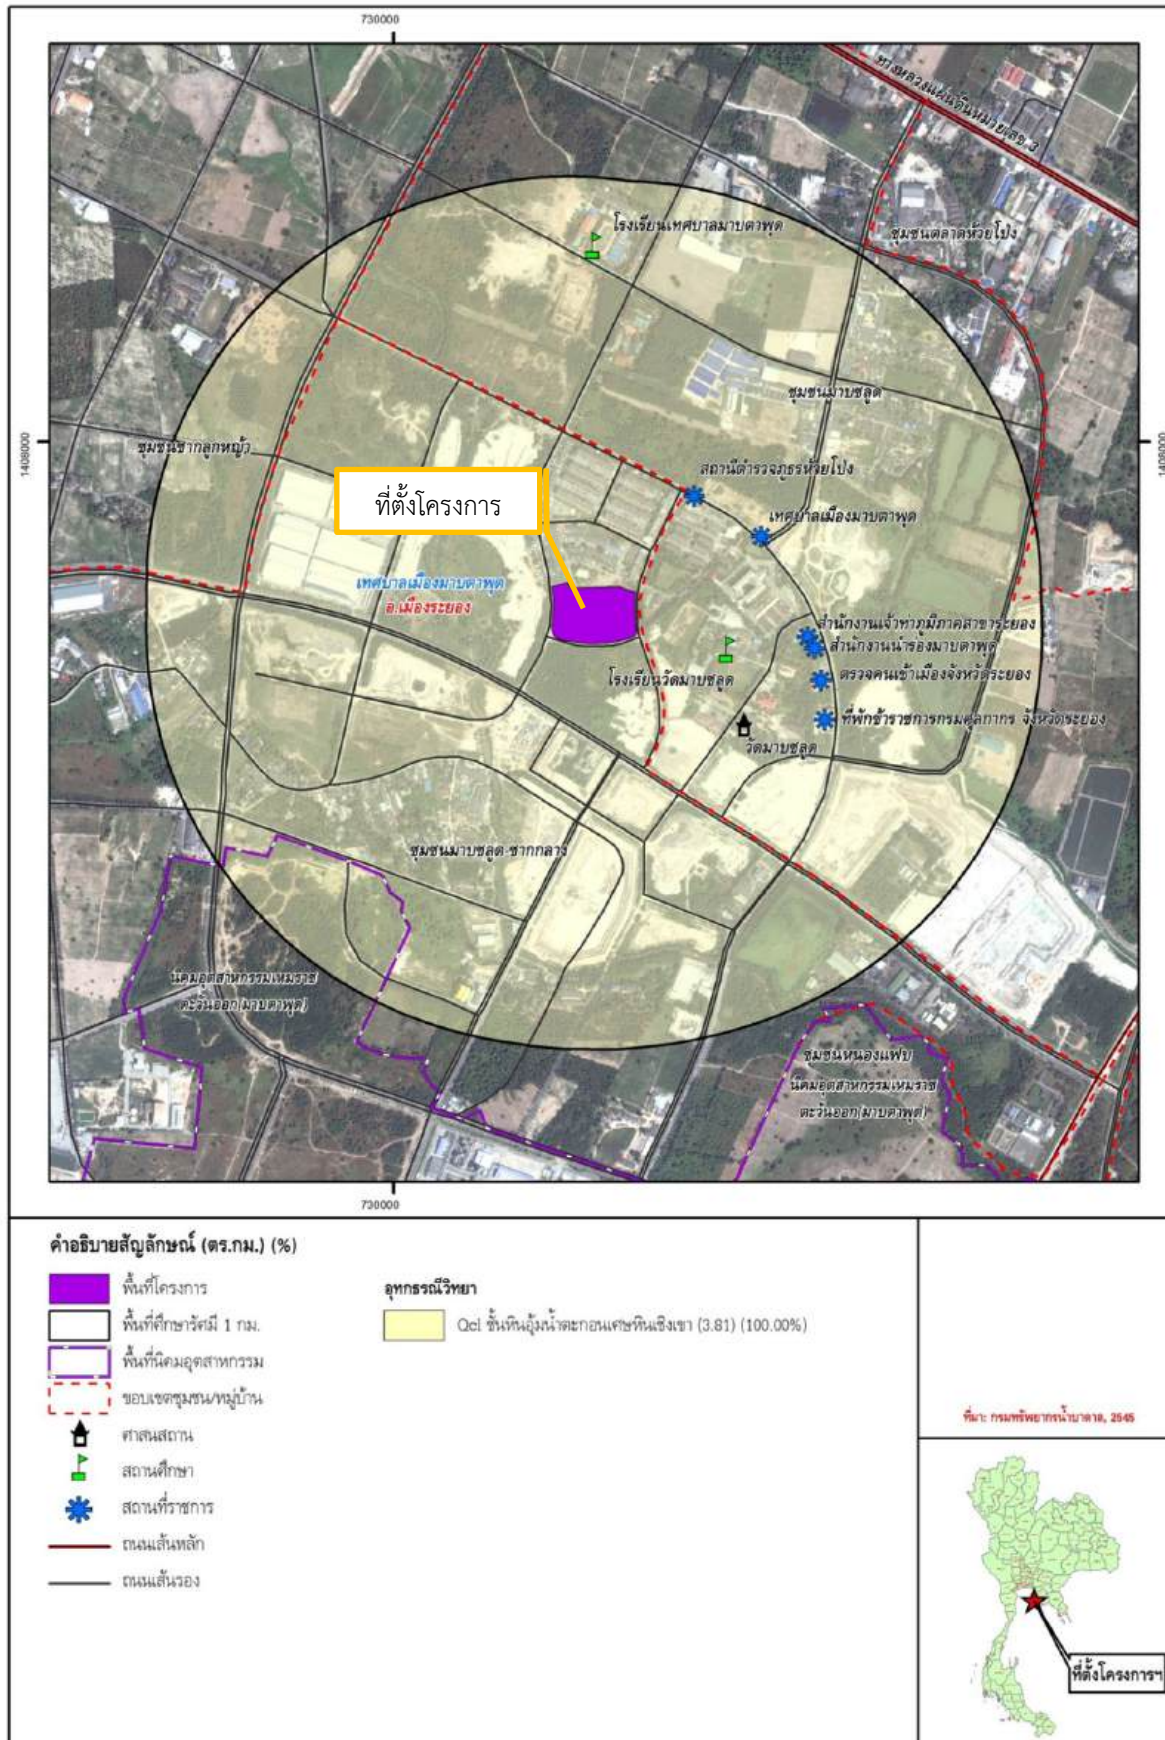 730000
ทางหลวงแผ่นดินหมายเลข 3
โรงเรียนเทศบาลมาบตาพุด
ชุมชนตลาดห้วยโป่ง
ชุมชนมาบชลูด
1408000
1408000
ชุมชนซากลูกหญ้า
สถานีตำรวจภูธรห้วยโป่ง
ที่ตั้งโครงการ
เทศบาลเมืองมาบตาพุด
เทศบาลเมืองมาบตาพุด
อ.เมืองระยอง
สำนักงานเจ้าท่าภูมิภาคสาขาระยอง
สำนักงานนำร่องมาบตาพุด
โรงเรียนวัดมาบชลูด
ตรวจคนเข้าเมืองจังหวัดระยอง
ที่พักข้าราชการกรมศุลกากร จังหวัดระยอง
วัดมาบชลูด
ชุมชนมาบชลูด-ซากกลาง
นิคมอุตสาหกรรมเหมราช
ตะวันออก(มาบตาพุด)
ชุมชนหนองแฟบ
นิคมอุตสาหกรรมเหมราช
ตะวันออก(มาบตาพุด)
730000
คำอธิบายสัญลักษณ์ (ตร.กม.) (%)
พื้นที่โครงการ
พื้นที่ศึกษารัศมี 1 กม.
พื้นที่นิคมอุตสาหกรรม
ขอบเขตชุมชน/หมู่บ้าน
ศาสนสถาน
สถานศึกษา
สถานที่ราชการ
ถนนเส้นหลัก
ถนนเส้นรอง
อุทกธรณีวิทยา
Qcl ชั้นหินอุ้มน้ำตะกอนเศษหินเชิงเขา (3.81) (100.00%)
ที่มา: กรมทรัพยากรน้ำบาดาล, 2545
ที่ตั้งโครงการฯ